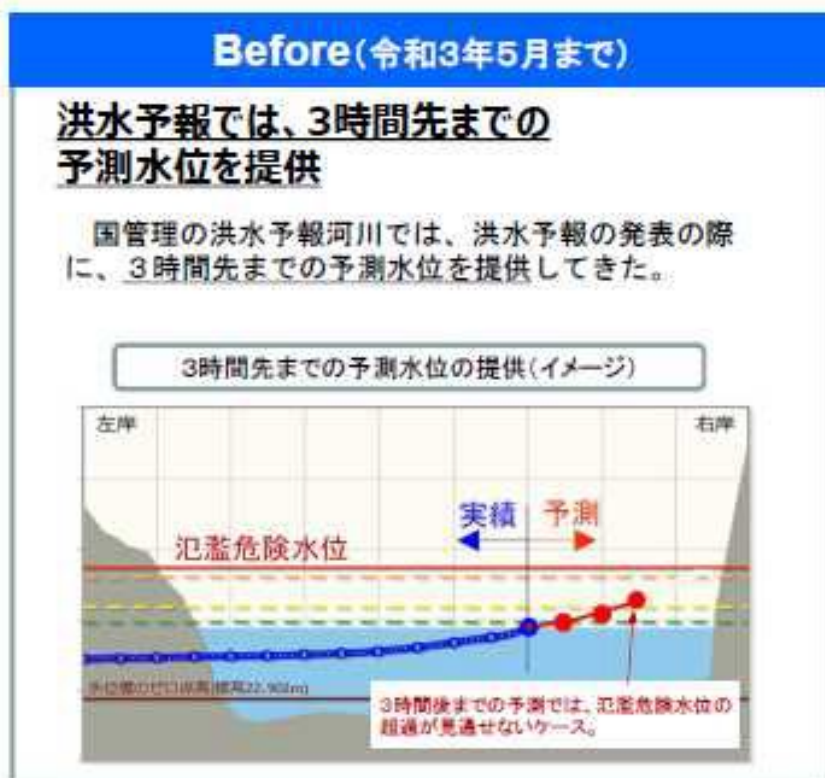 Before(令和3年5月まで)
洪水予報では、3時間先までの
予測水位を提供
国管理の洪水予報河川では、洪水予報の発表の際
に、3時間先までの予測水位を提供してきた。
3時間先までの予測水位の提供(イメージ)
左岸
右岸
実績
予測
氾濫危険水位
3時間後までの予測では、氾濫危険水位の
超過が見通せないケース。